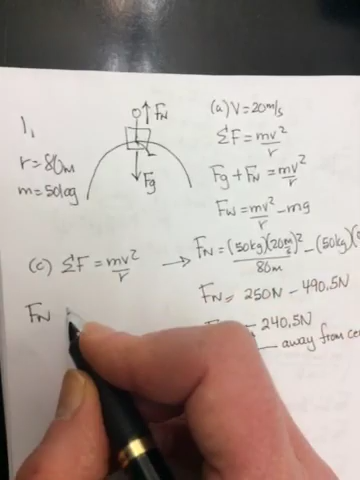 1.
r = 80m
m = 50kg
FN
Fg
(a) V = 20m/s
ΣF = mv²/r
Fg + FN = mv²/r
FN = mv²/r - mg
FN = (50kg)(20m/s)²/80m - (50kg)(
FN = 250N - 490.5N
240.5N
away from
(c) ΣF = mv²/r
FN